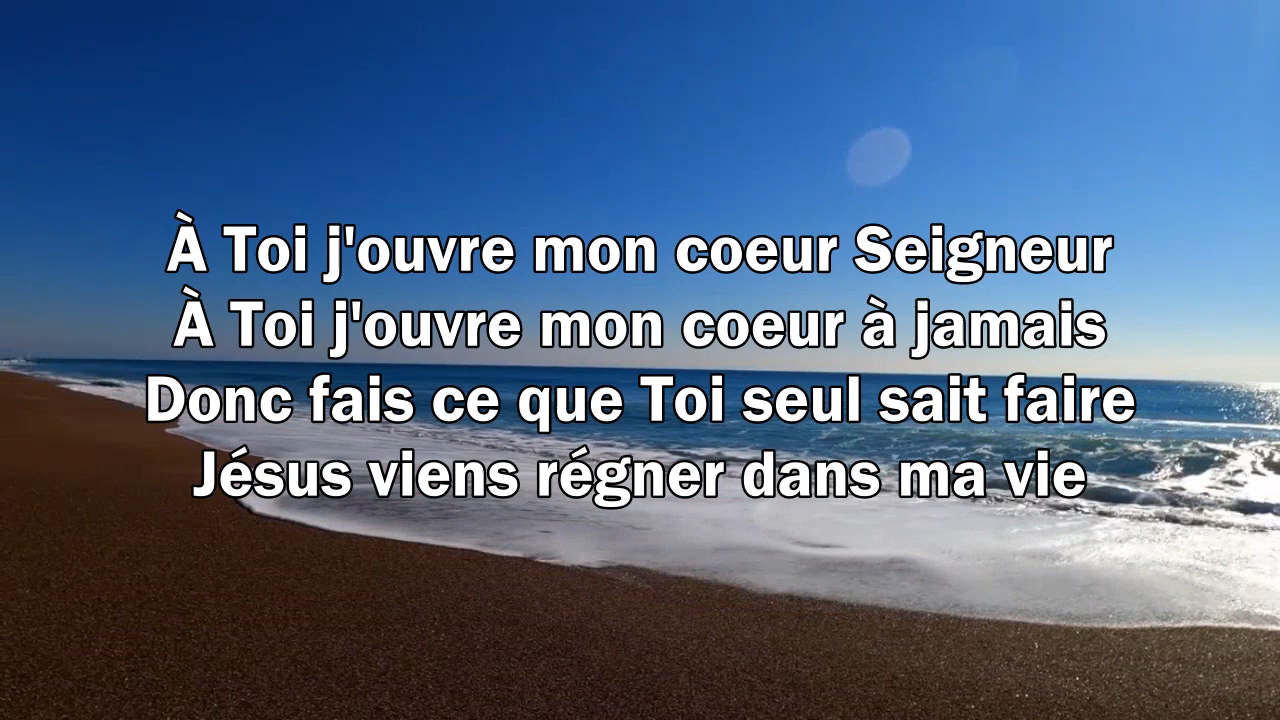 À Toi j'ouvre mon coeur Seigneur
À Toi j'ouvre mon coeur à jamais
Donc fais ce que Toi seul sait faire
Jésus viens régner dans ma vie